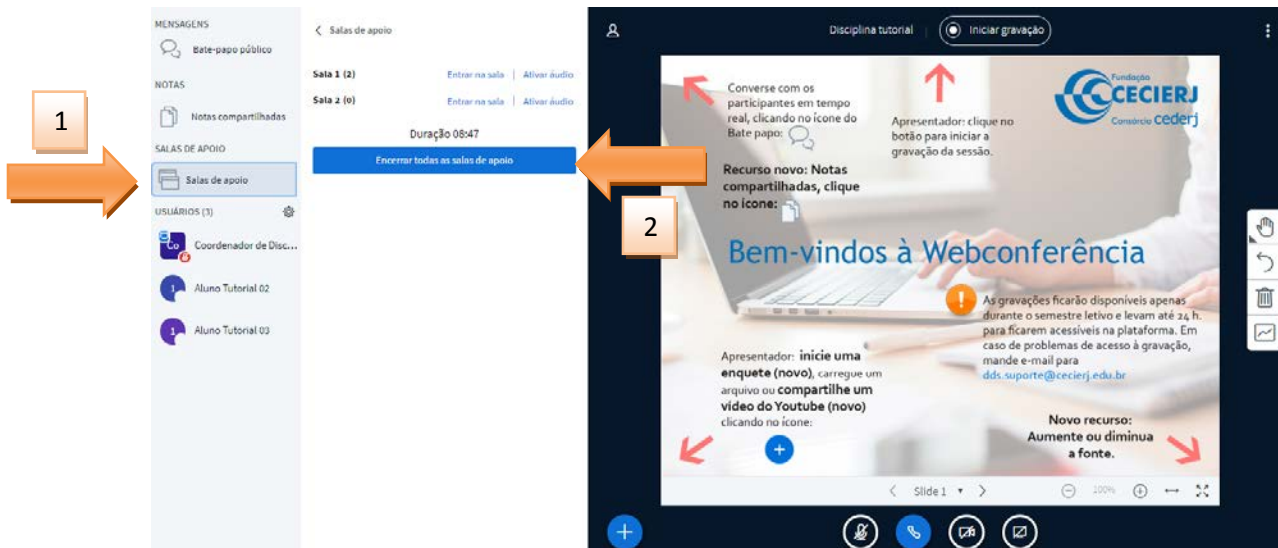 1
MENSAGENS
Bate-papo público
NOTAS
Notas compartilhadas
SALAS DE APOIO
Salas de apoio
USUÁRIOS (3)
Co
Coordenador de Disc...
1
Aluno Tutorial 02
1
Aluno Tutorial 03
Salas de apoio
Sala 1 (2)
Entrar na sala | Ativar áudio
Sala 2 (0)
Entrar na sala | Ativar áudio
Duração 08:47
Encerrar todas as salas de apoio
2
Disciplina tutorial | Iniciar gravação
Converse com os
participantes em tempo
real, clicando no ícone do
Bate papo:
Recurso novo: Notas
compartilhadas, clique
no ícone:
Apresentador: clique no
botão para iniciar a
gravação da sessão.
Fundação
CECIERJ
Consórcio cederj
Bem-vindos à Webconferência
!
As gravações ficarão disponíveis apenas
durante o semestre letivo e levam até 24 h.
para ficarem acessíveis na plataforma. Em
caso de problemas de acesso à gravação,
mande e-mail para
dds.suporte@cecierj.edu.br
Apresentador: inicie uma
enquete (novo), carregue um
arquivo ou compartilhe um
vídeo do Youtube (novo)
clicando no ícone:
Novo recurso:
Aumente ou diminua
a fonte.
Slide 1
100%